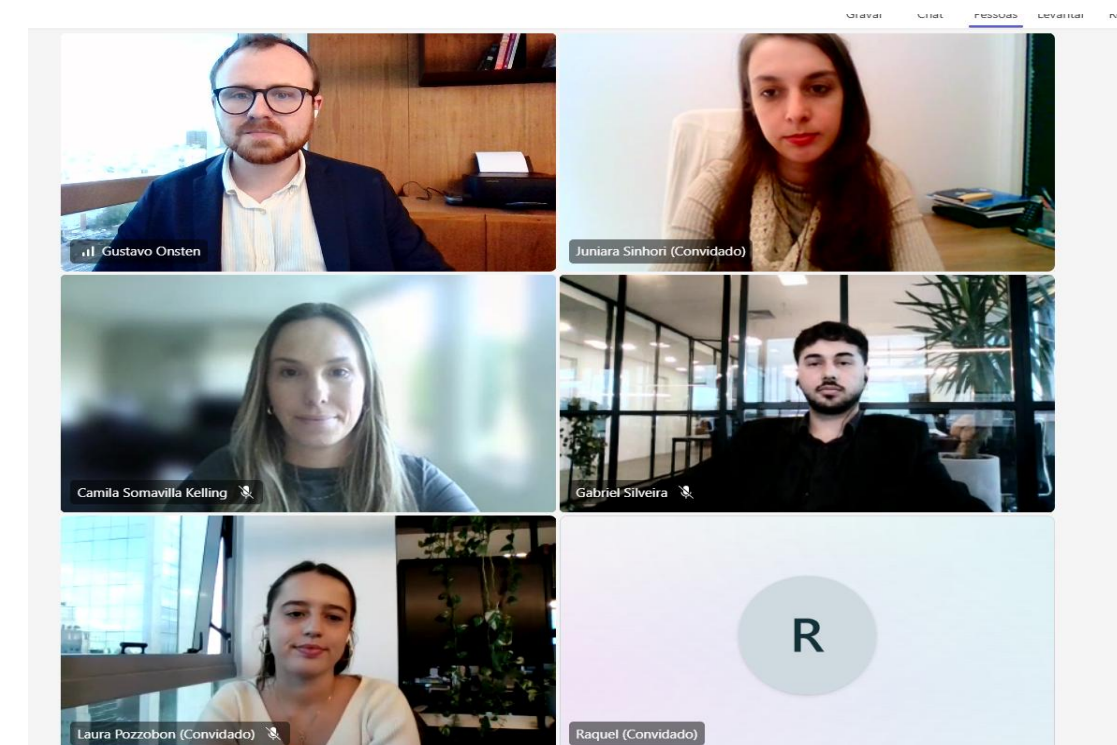 Gravar Chat Pessoas Levantar
Gustavo Onsten
Juniara Sinhori (Convidado)
Camila Somavilla Kelling
Gabriel Silveira
Laura Pozzobon (Convidado)
R
Raquel (Convidado)